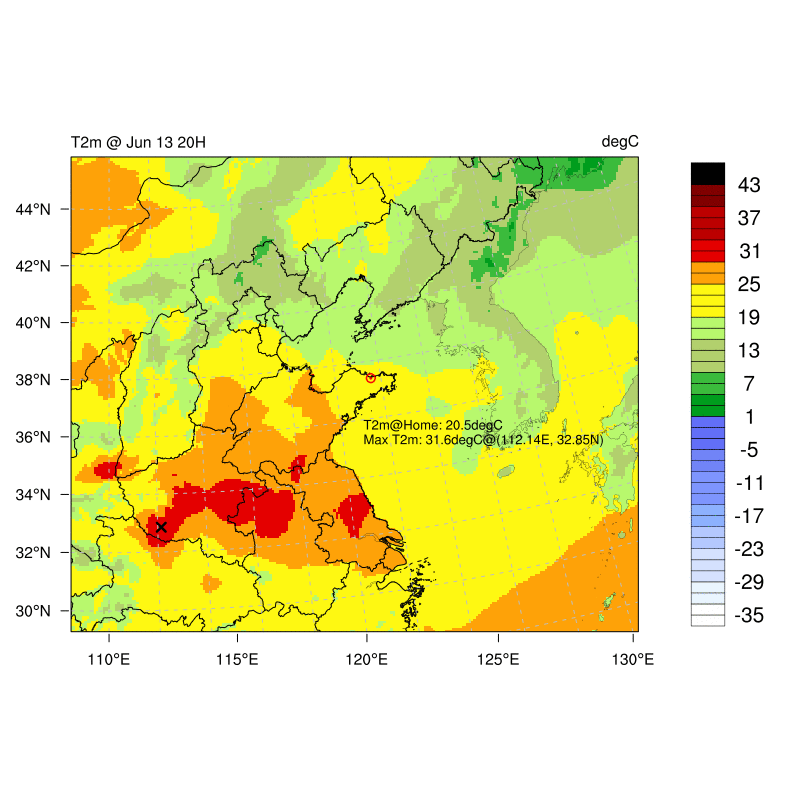 T2m @ Jun 13 20H
degC
44°N
42°N
40°N
38°N
36°N
34°N
32°N
30°N
T2m@Home: 20.5degC
Max T2m: 31.6degC@(112.14E, 32.85N)
110°E
115°E
120°E
125°E
130°E
43
37
31
25
19
13
7
1
-5
-11
-17
-23
-29
-35